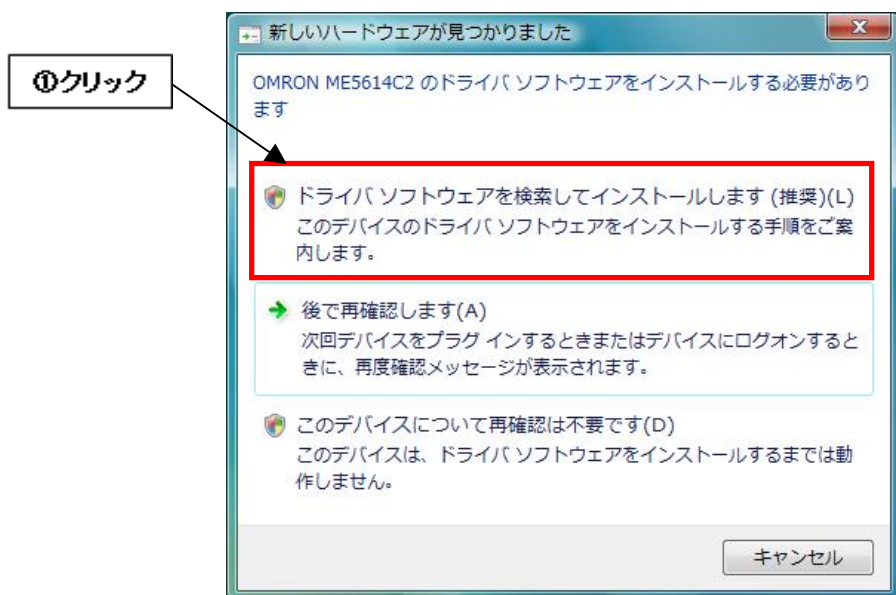 新しいハードウェアが見つかりました
①クリック
OMRON ME5614C2 のドライバ ソフトウェアをインストールする必要があり
ます
ドライバ ソフトウェアを検索してインストールします (推奨)(L)
このデバイスのドライバ ソフトウェアをインストールする手順をご案
内します。
後で再確認します(A)
次回デバイスをプラグ インするときまたはデバイスにログオンすると
きに、再度確認メッセージが表示されます。
このデバイスについて再確認は不要です(D)
このデバイスは、ドライバ ソフトウェアをインストールするまでは動
作しません。
キャンセル